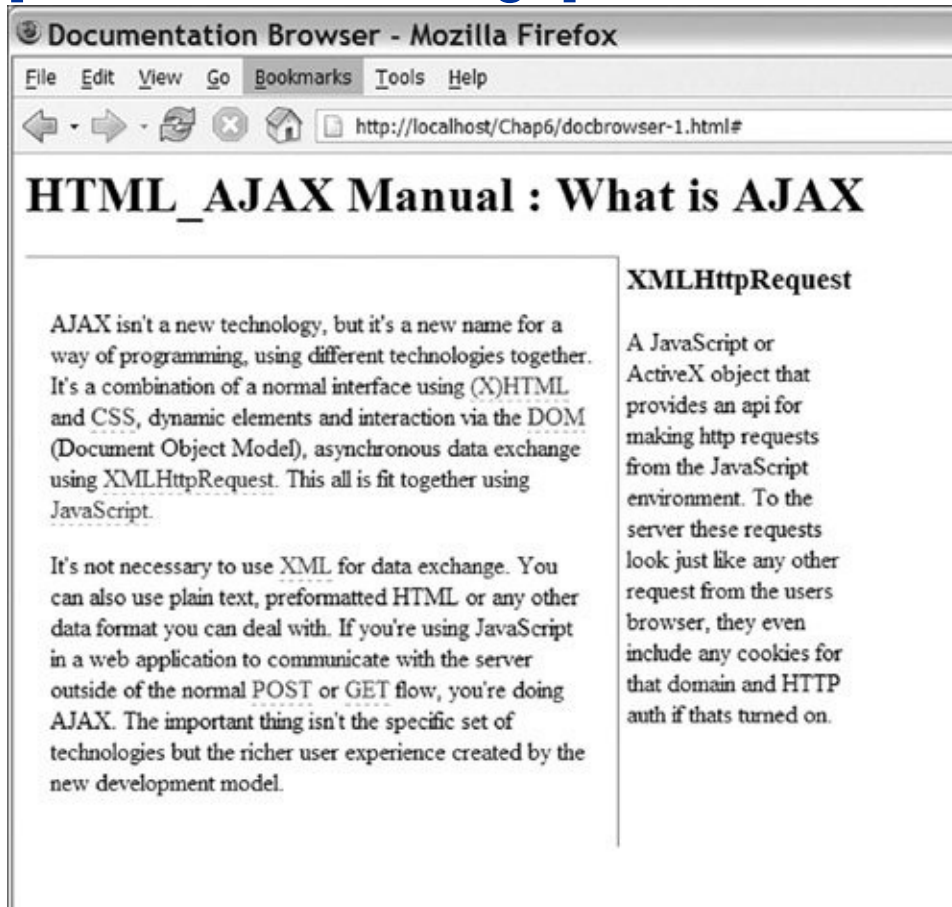 Documentation Browser - Mozilla Firefox
File Edit View Go Bookmarks Tools Help
http://localhost/Chap6/docbrowser-1.html#
HTML_AJAX Manual : What is AJAX
AJAX isn't a new technology, but it's a new name for a
way of programming, using different technologies together.
It's a combination of a normal interface using (X)HTML
and CSS, dynamic elements and interaction via the DOM
(Document Object Model), asynchronous data exchange
using XMLHttpRequest. This all is fit together using
JavaScript.
It's not necessary to use XML for data exchange. You
can also use plain text, preformatted HTML or any other
data format you can deal with. If you're using JavaScript
in a web application to communicate with the server
outside of the normal POST or GET flow, you're doing
AJAX. The important thing isn't the specific set of
technologies but the richer user experience created by the
new development model.
XMLHttpRequest
A JavaScript or
ActiveX object that
provides an api for
making http requests
from the JavaScript
environment. To the
server these requests
look just like any other
request from the users
browser, they even
include any cookies for
that domain and HTTP
auth if thats turned on.